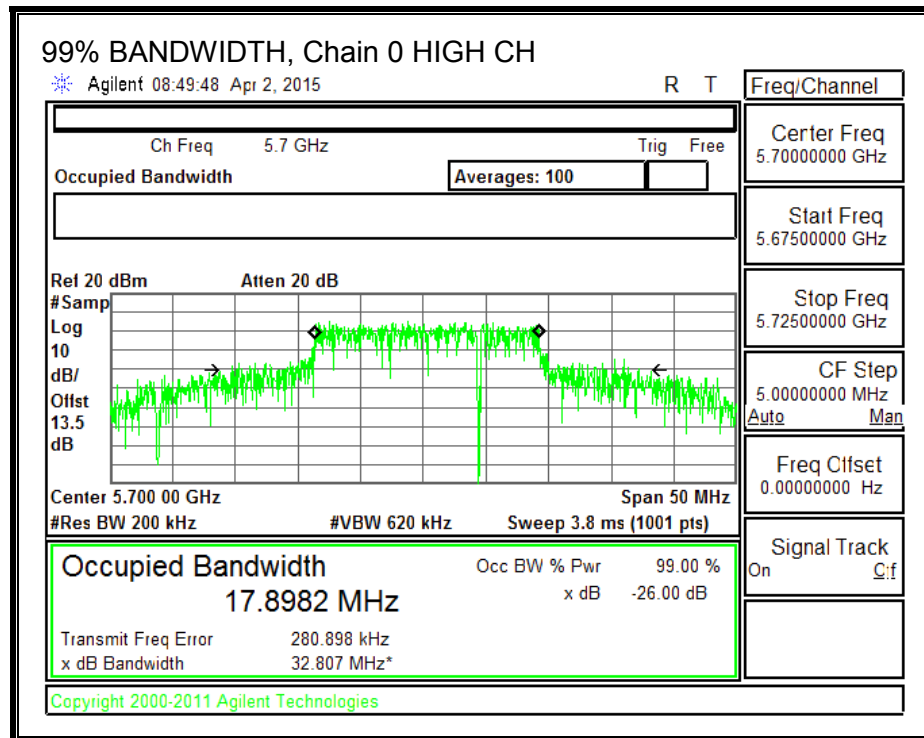 99% BANDWIDTH, Chain 0 HIGH CH
Agilent 08:49:48 Apr 2, 2015 R T
Freq/Channel
Ch Freq 5.7 GHz Trig Free
Occupied Bandwidth Averages: 100
Center Freq
5.70000000 GHz
Start Freq
5.67500000 GHz
Stop Freq
5.72500000 GHz
CF Step
5.00000000 MHz
Auto Man
Freq Offset
0.00000000 Hz
Signal Track
On Off
Ref 20 dBm Atten 20 dB
#Samp
Log
10
dB/
Offst
13.5
dB
Center 5.700 00 GHz Span 50 MHz
#Res BW 200 kHz #VBW 620 kHz Sweep 3.8 ms (1001 pts)
Occupied Bandwidth
17.8982 MHz
Occ BW % Pwr 99.00 %
x dB -26.00 dB
Transmit Freq Error 280.898 kHz
x dB Bandwidth 32.807 MHz*
Copyright 2000-2011 Agilent Technologies